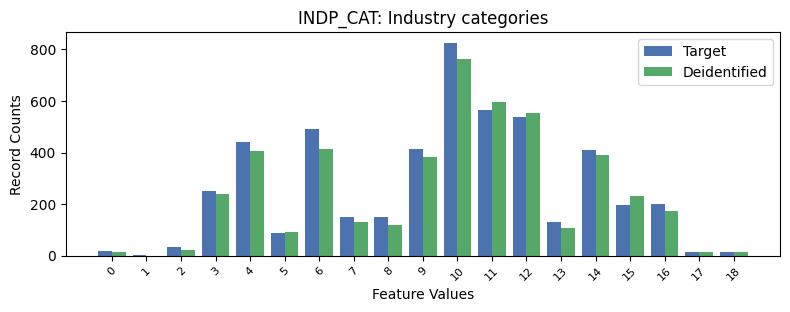 INDP_CAT: Industry categories
Target
Deidentified
Record Counts
800
600
400
200
0
0 1 2 3 4 5 6 7 8 9 10 11 12 13 14 15 16 17 18
Feature Values